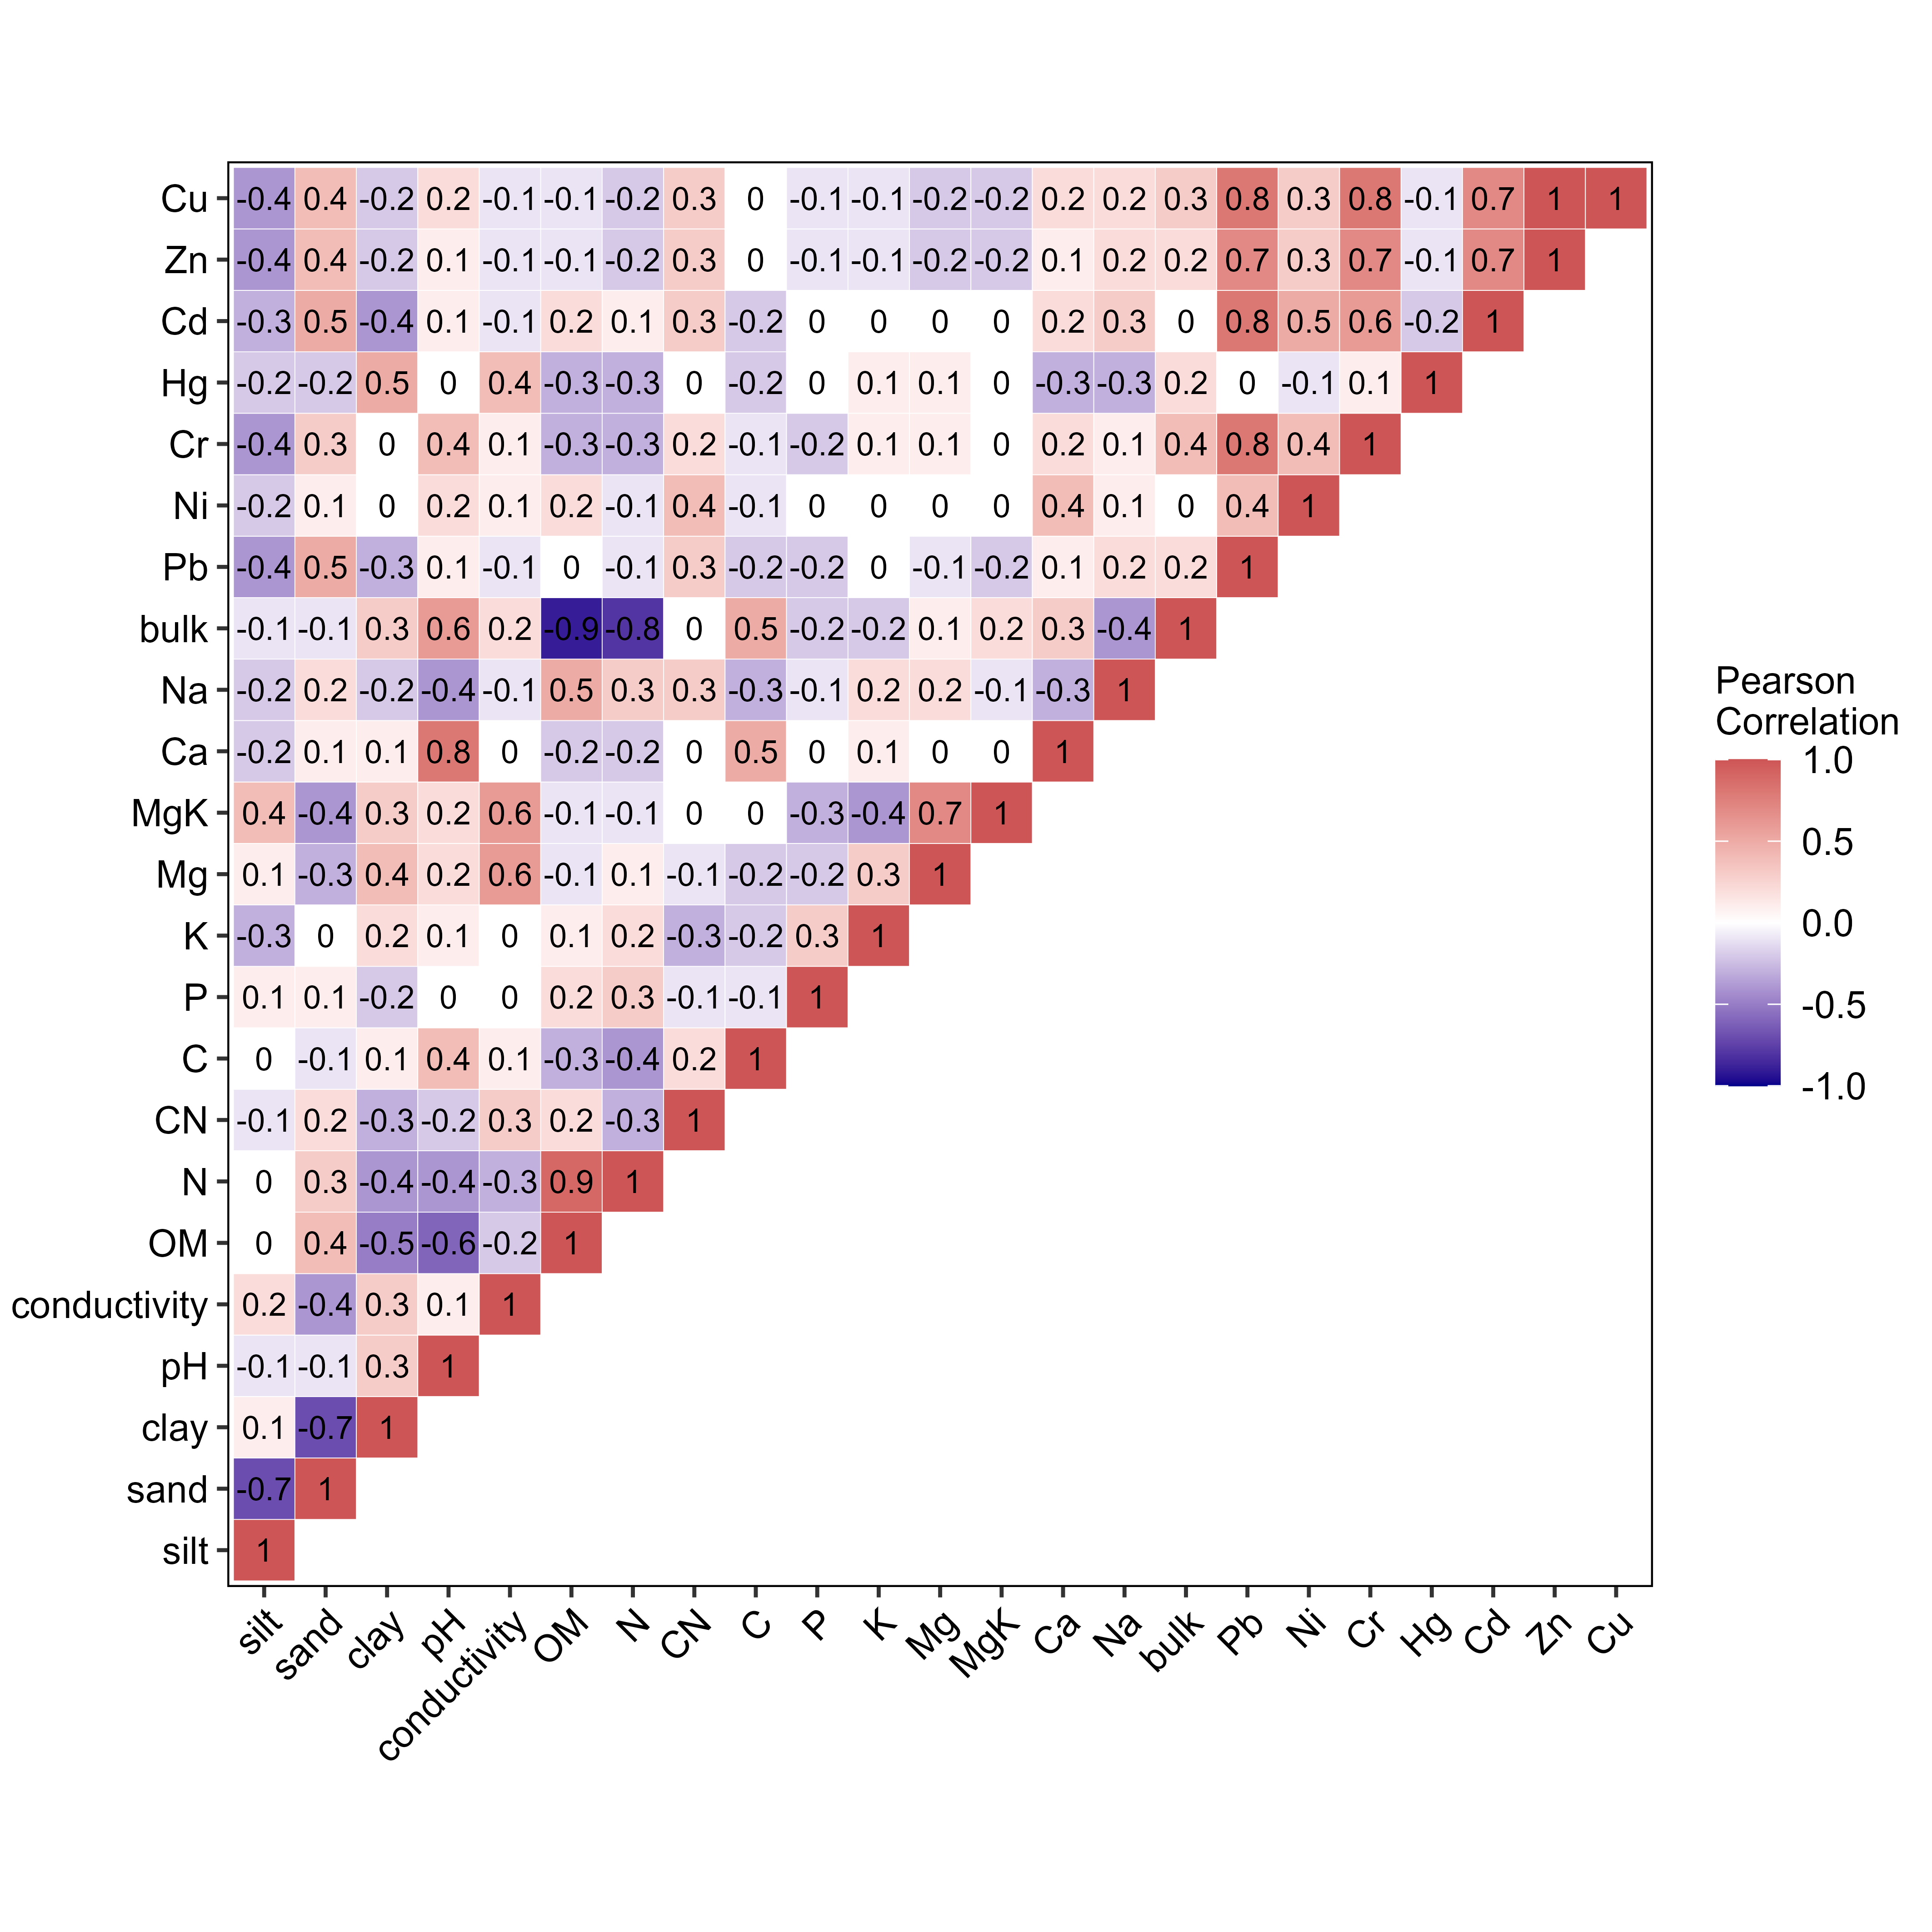 Cu -0.4 0.4 -0.2 0.2 -0.1 -0.1 -0.2 0.3 0 -0.1 -0.1 -0.2 -0.2 0.2 0.2 0.3 0.8 0.3 0.8 -0.1 0.7 1 1
Zn -0.4 0.4 -0.2 0.1 -0.1 -0.1 -0.2 0.3 0 -0.1 -0.1 -0.2 -0.2 0.1 0.2 0.2 0.7 0.3 0.7 -0.1 0.7 1
Cd -0.3 0.5 -0.4 0.1 -0.1 0.2 0.1 0.3 -0.2 0 0 0 0 0.2 0.3 0 0.8 0.5 0.6 -0.2 1
Hg -0.2 -0.2 0.5 0 0.4 -0.3 -0.3 0 -0.2 0 0.1 0.1 0 -0.3 -0.3 0.2 0 -0.1 0.1 1
Cr -0.4 0.3 0 0.4 0.1 -0.3 -0.3 0.2 -0.1 -0.2 0.1 0.1 0 0.2 0.1 0.4 0.8 0.4 1
Ni -0.2 0.1 0 0.2 0.1 0.2 -0.1 0.4 -0.1 0 0 0 0 0.4 0.1 0 0.4 1
Pb -0.4 0.5 -0.3 0.1 -0.1 0 -0.1 0.3 -0.2 -0.2 0 -0.1 -0.2 0.1 0.2 0.2 1
bulk -0.1 -0.1 0.3 0.6 0.2 -0.9 -0.8 0 0.5 -0.2 -0.2 0.1 0.2 0.3 -0.4 1
Na -0.2 0.2 -0.2 -0.4 -0.1 0.5 0.3 0.3 -0.3 -0.1 0.2 0.2 -0.1 -0.3 1
Ca -0.2 0.1 0.1 0.8 0 -0.2 -0.2 0 0.5 0 0.1 0 0 1
MgK 0.4 -0.4 0.3 0.2 0.6 -0.1 -0.1 0 0 -0.3 -0.4 0.7 1
Mg 0.1 -0.3 0.4 0.2 0.6 -0.1 0.1 -0.1 -0.2 -0.2 0.3 1
K -0.3 0 0.2 0.1 0 0.1 0.2 -0.3 -0.2 0.3 1
P 0.1 0.1 -0.2 0 0 0.2 0.3 -0.1 -0.1 1
C 0 -0.1 0.1 0.4 0.1 -0.3 -0.4 0.2 1
CN -0.1 0.2 -0.3 -0.2 0.3 0.2 -0.3 1
N 0 0.3 -0.4 -0.4 -0.3 0.9 1
OM 0 0.4 -0.5 -0.6 -0.2 1
conductivity 0.2 -0.4 0.3 0.1 1
pH -0.1 -0.1 0.3 1
clay 0.1 -0.7 1
sand -0.7 1
silt 1
silt sand clay pH conductivity OM N CN C P K Mg MgK Ca Na bulk Pb Ni Cr Hg Cd Zn Cu
Pearson
Correlation
1.0
0.5
0.0
-0.5
-1.0